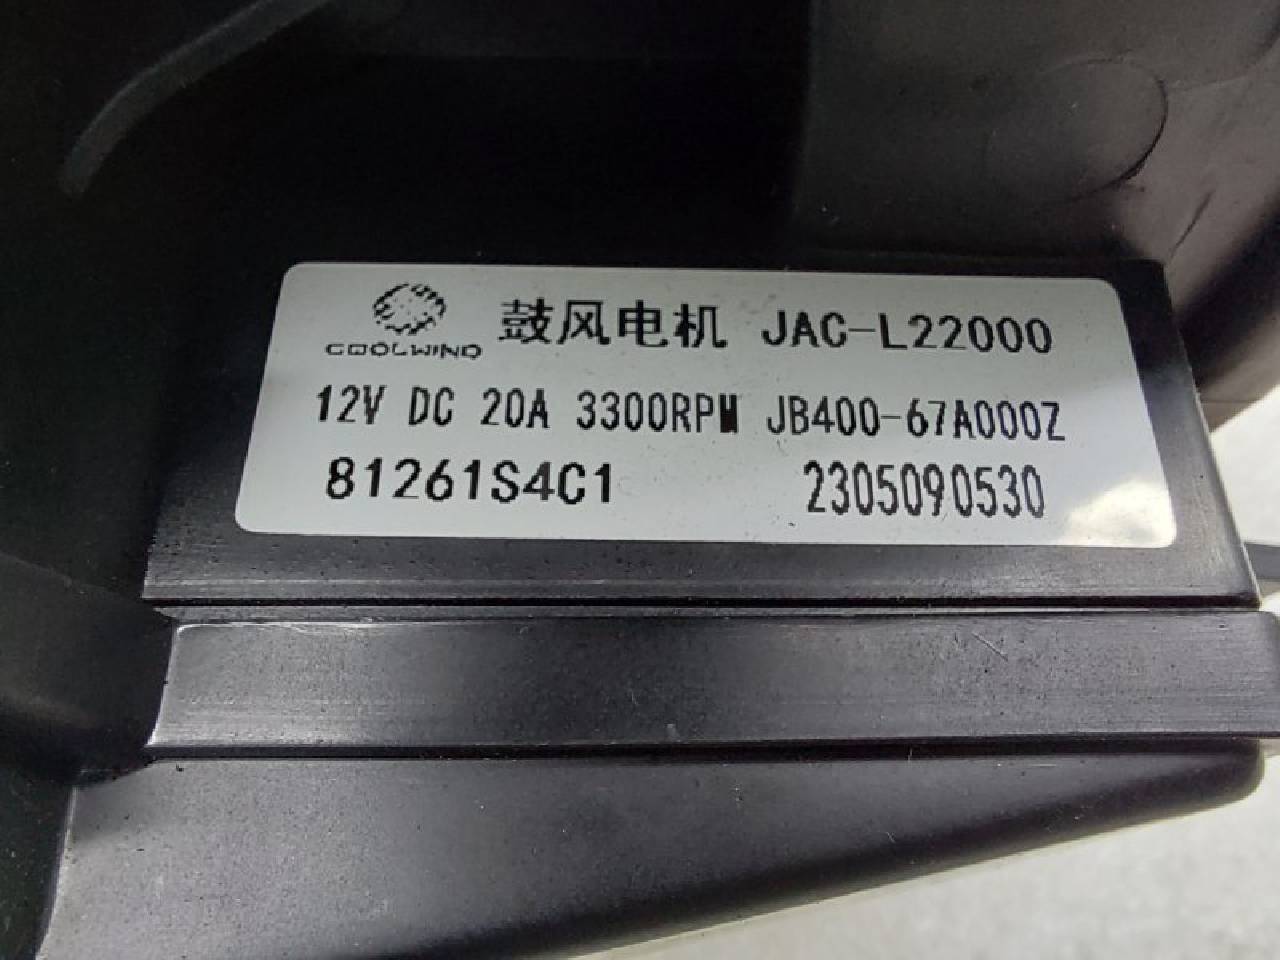 COOLWIND 鼓风电机 JAC-L22000
12V DC 20A 3300RPM JB400-67A000Z
81261S4C1 2305090530